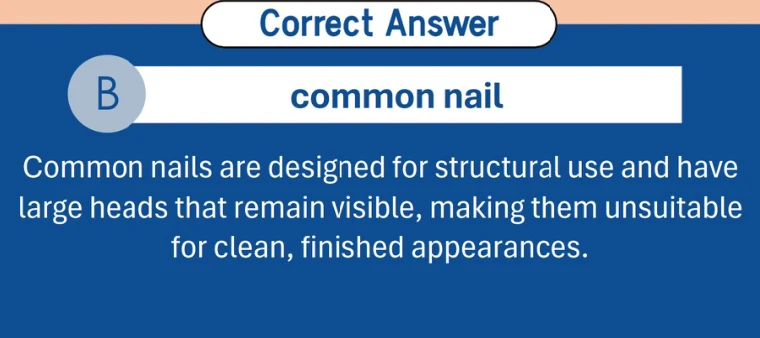 Correct Answer
B
common nail
Common nails are designed for structural use and have
large heads that remain visible, making them unsuitable
for clean, finished appearances.